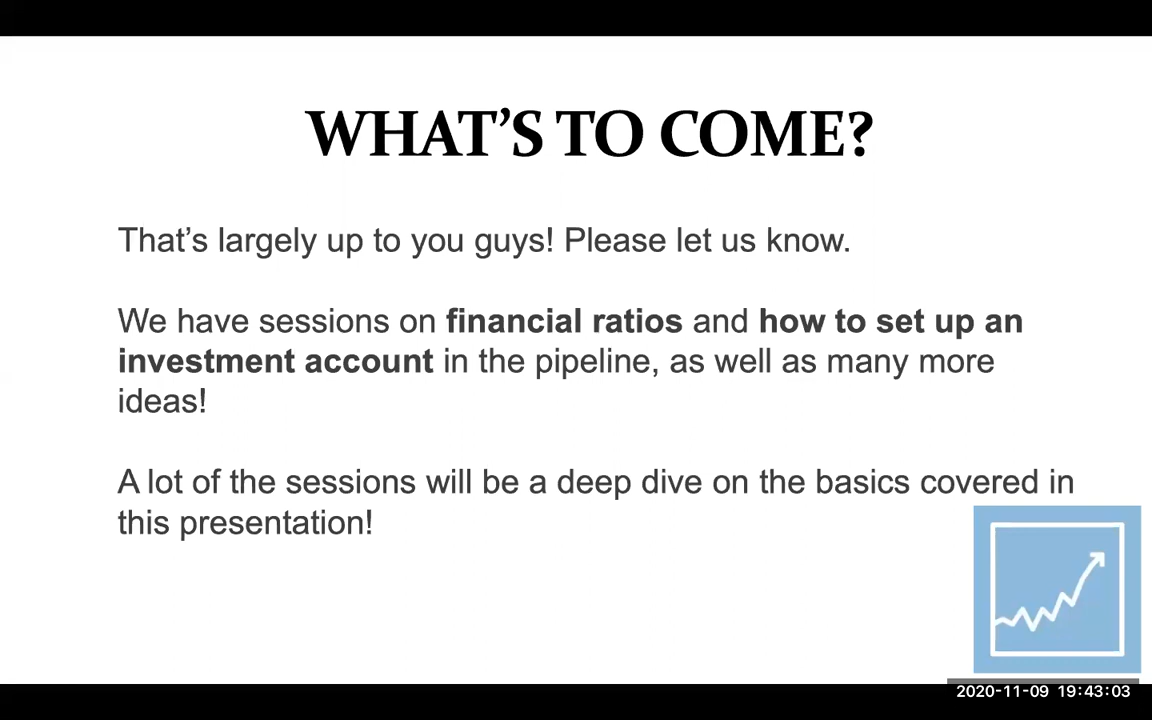 WHAT’S TO COME?
That’s largely up to you guys! Please let us know.
We have sessions on financial ratios and how to set up an
investment account in the pipeline, as well as many more
ideas!
A lot of the sessions will be a deep dive on the basics covered in
this presentation!
2020-11-09 19:43:03